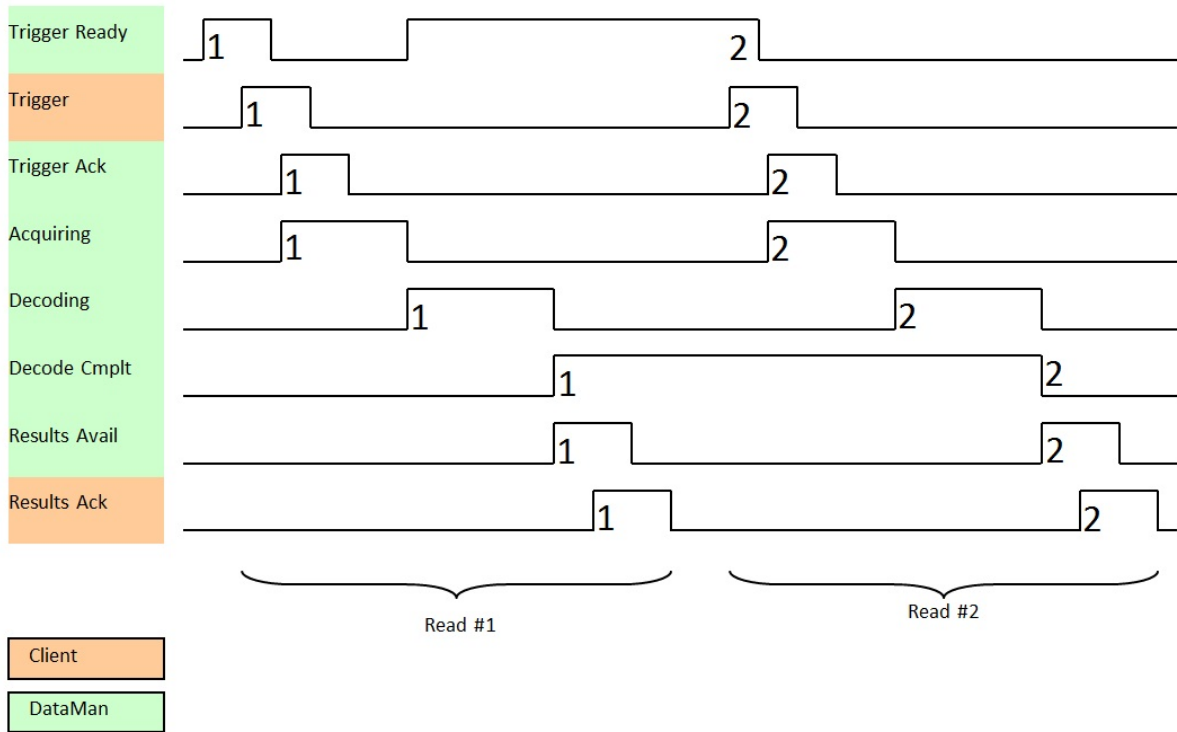 Trigger Ready
1
2
Trigger
1
2
Trigger Ack
1
2
Acquiring
1
2
Decoding
1
2
Decode Cmplt
1
2
Results Avail
1
2
Results Ack
1
2
Read #1
Read #2
Client
DataMan